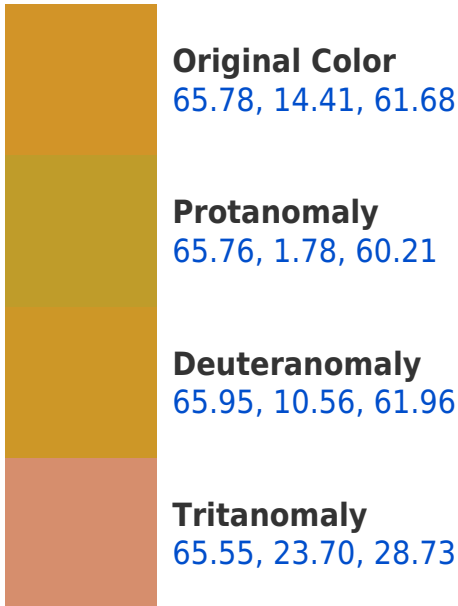 Original Color
65.78, 14.41, 61.68
Protanomaly
65.76, 1.78, 60.21
Deuteranomaly
65.95, 10.56, 61.96
Tritanomaly
65.55, 23.70, 28.73